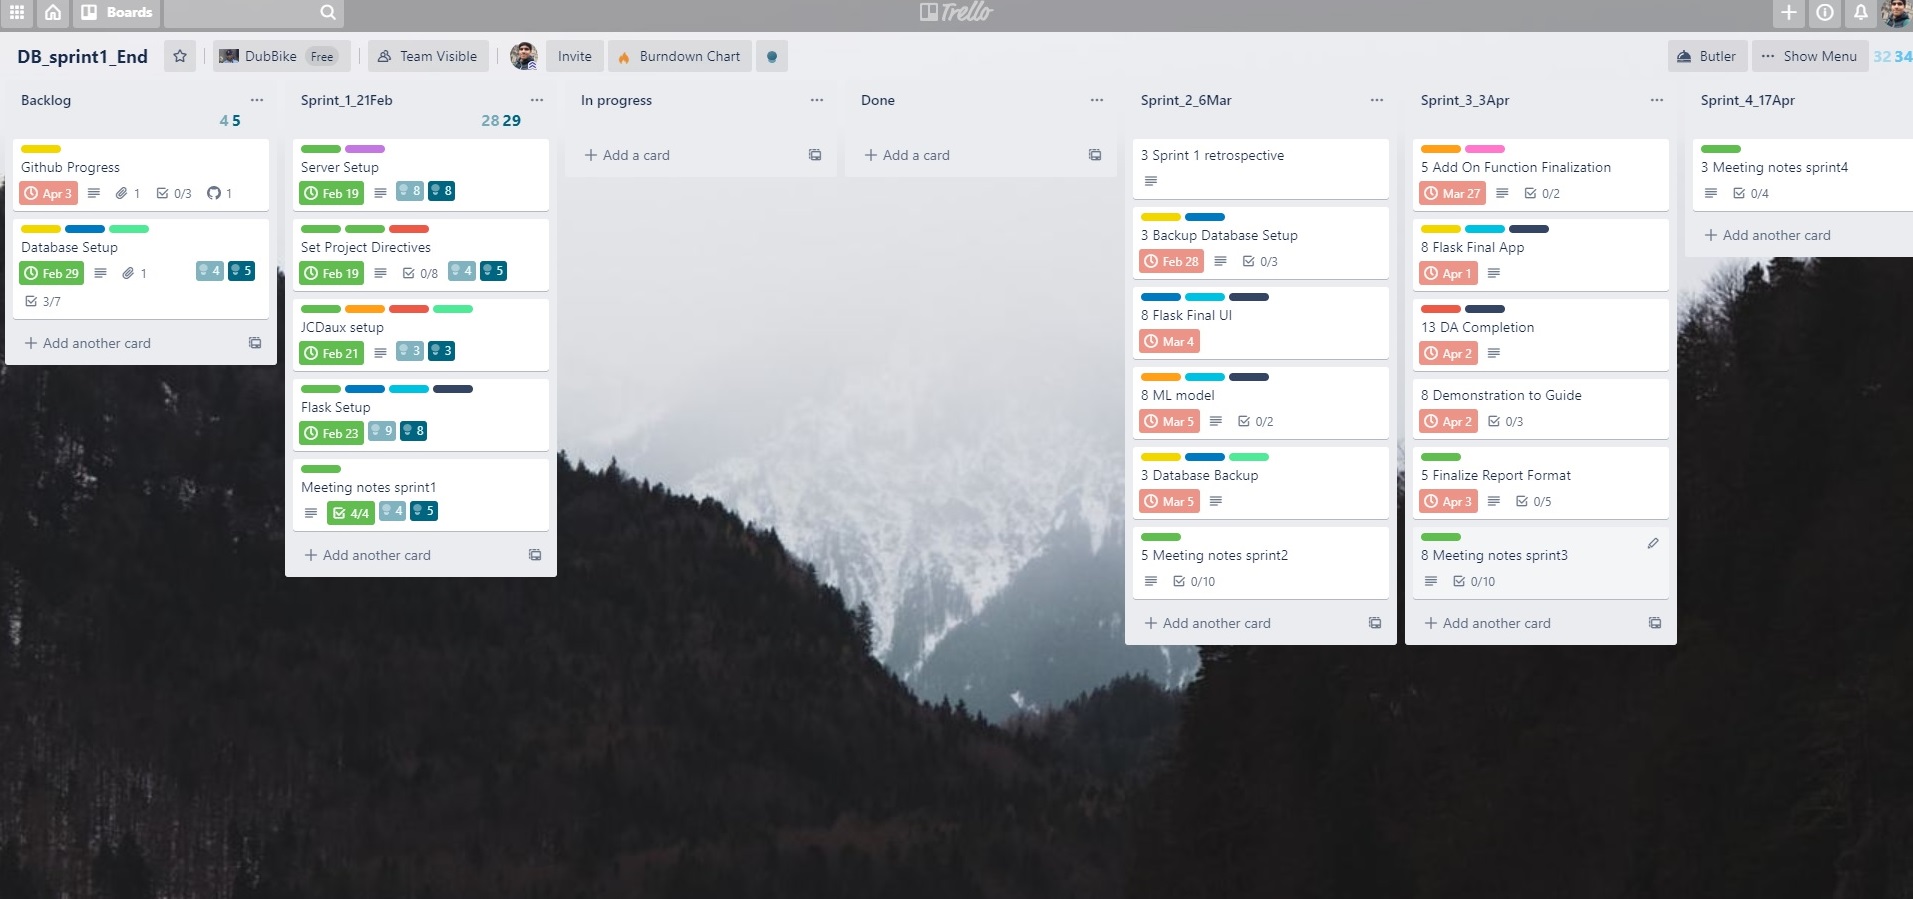 Boards
Trello
DB_sprint1_End
DubBike Free
Team Visible
Invite
Burndown Chart
Butler
... Show Menu
32 34
Backlog
4 5
Github Progress
Apr 3 1 0/3 1
Database Setup
Feb 29 1 4 5
3/7
+ Add another card
Sprint_1_21Feb
28 29
Server Setup
Feb 19 8 8
Set Project Directives
Feb 19 0/8 4 5
JCDaux setup
Feb 21 3 3
Flask Setup
Feb 23 9 8
Meeting notes sprint1
4/4 4 5
+ Add another card
In progress
+ Add a card
Done
+ Add a card
Sprint_2_6Mar
3 Sprint 1 retrospective
3 Backup Database Setup
Feb 28 0/3
8 Flask Final UI
Mar 4
8 ML model
Mar 5 0/2
3 Database Backup
Mar 5
5 Meeting notes sprint2
0/10
+ Add another card
Sprint_3_3Apr
5 Add On Function Finalization
Mar 27 0/2
8 Flask Final App
Apr 1
13 DA Completion
Apr 2
8 Demonstration to Guide
Apr 2 0/3
5 Finalize Report Format
Apr 3 0/5
8 Meeting notes sprint3
0/10
+ Add another card
Sprint_4_17Apr
3 Meeting notes sprint4
0/4
+ Add another card